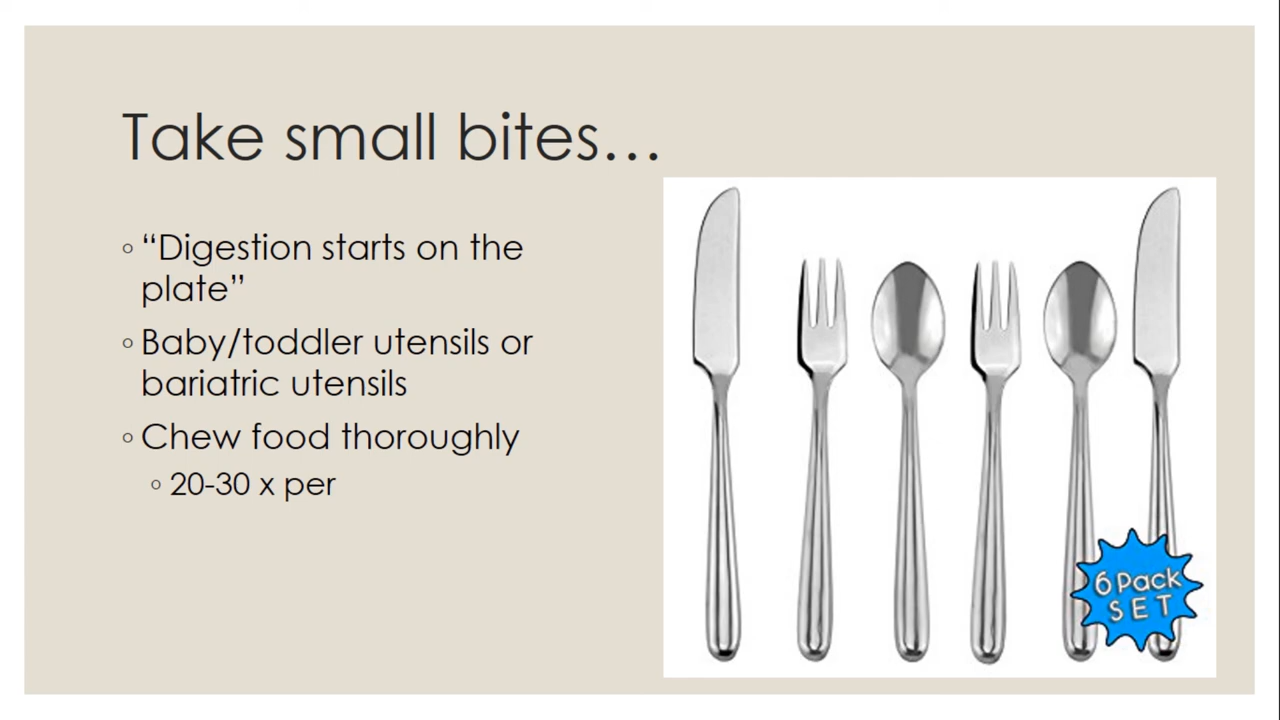 Take small bites…
◦ “Digestion starts on the
plate”
◦ Baby/toddler utensils or
bariatric utensils
◦ Chew food thoroughly
◦ 20-30 x per
6 Pack
SET